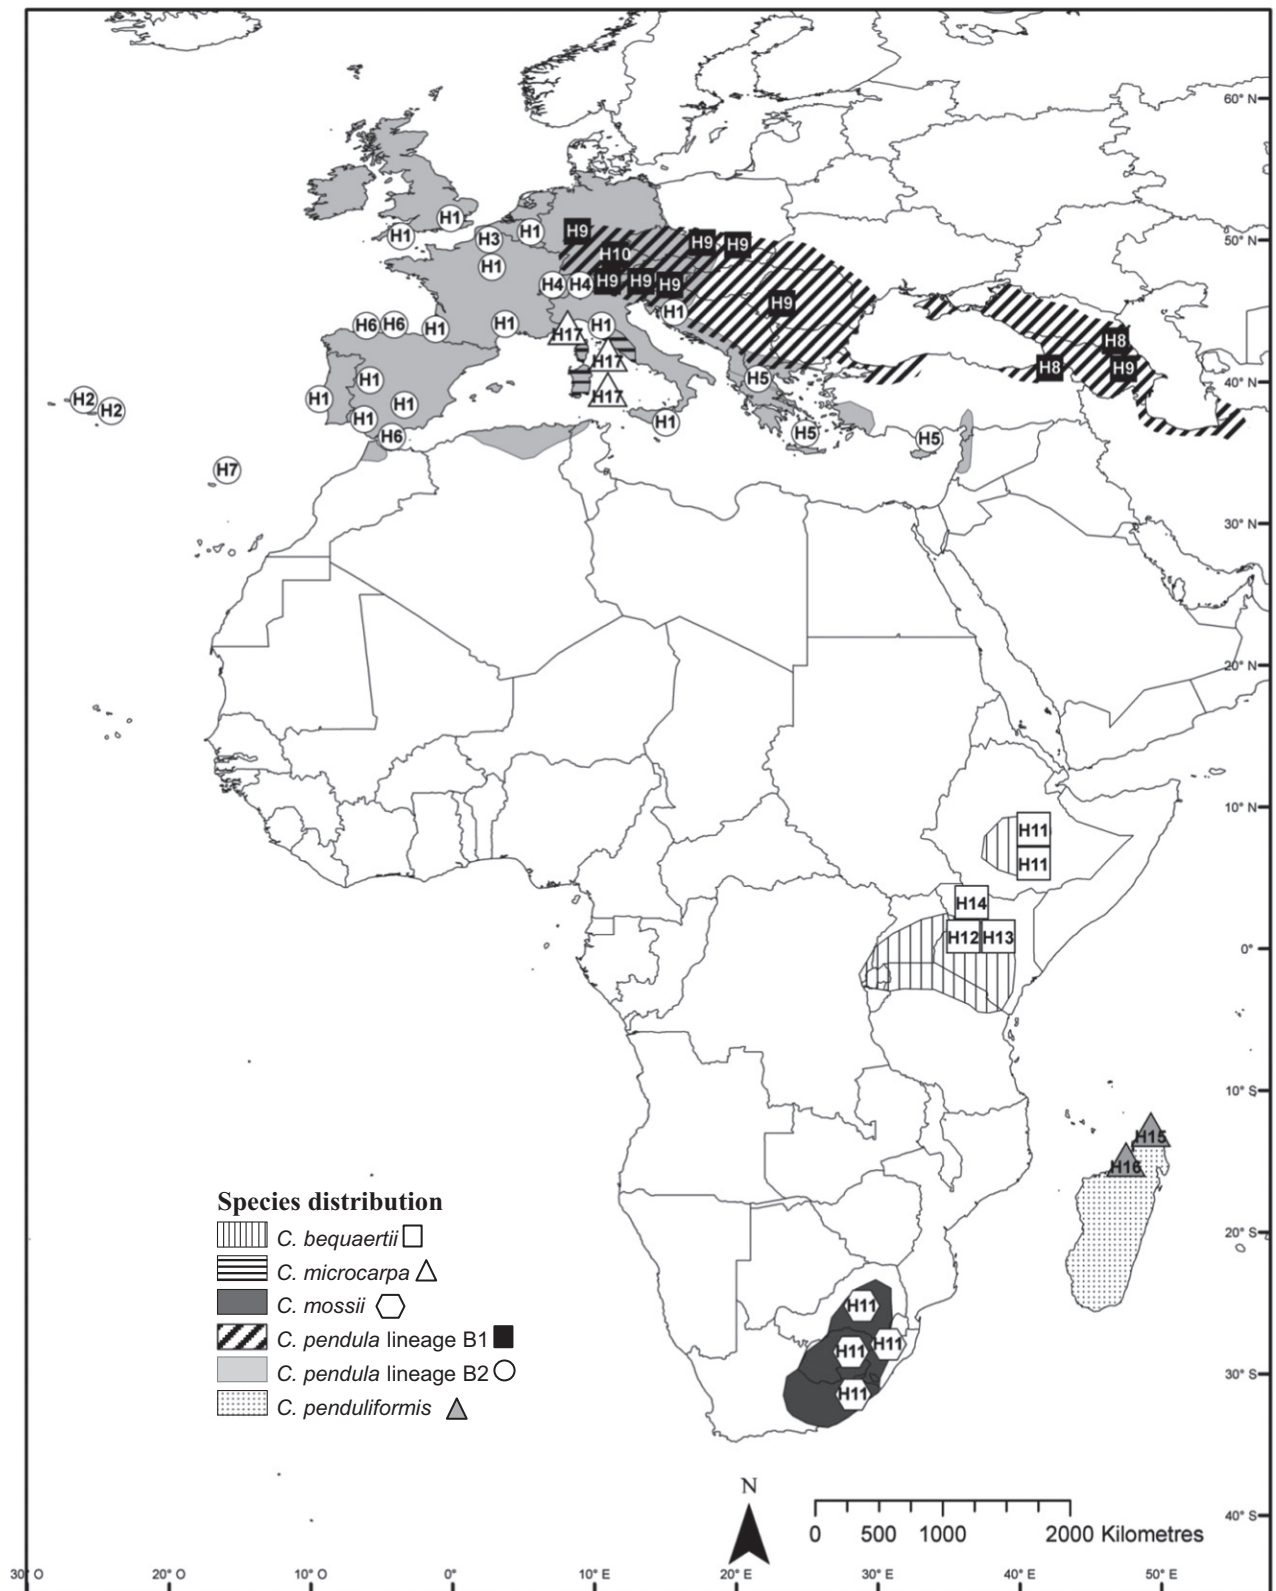 60° N
H1
H1
H3
H1
H9
H9
H9
50° N
H10
H1
H4
H4
H9
H9
H9
H9
H6
H6
H1
H1
H1
H1
H17
H8
H17
H8
H9
H5
40° N
H1
H17
H2
H2
H1
H1
H1
H6
H1
H5
H5
H7
30° N
20° N
10° N
H11
H11
H14
H12
H13
0°
10° S
H15
H16
20° S
Species distribution
C. bequaertii
C. microcarpa
C. mossii
C. pendula lineage B1
C. pendula lineage B2
C. penduliformis
H11
H11
H11
H11
30° S
N
0 500 1000 2000 Kilometres
40° S
30° O 20° O 10° O 0° 10° E 20° E 30° E 40° E 50° E